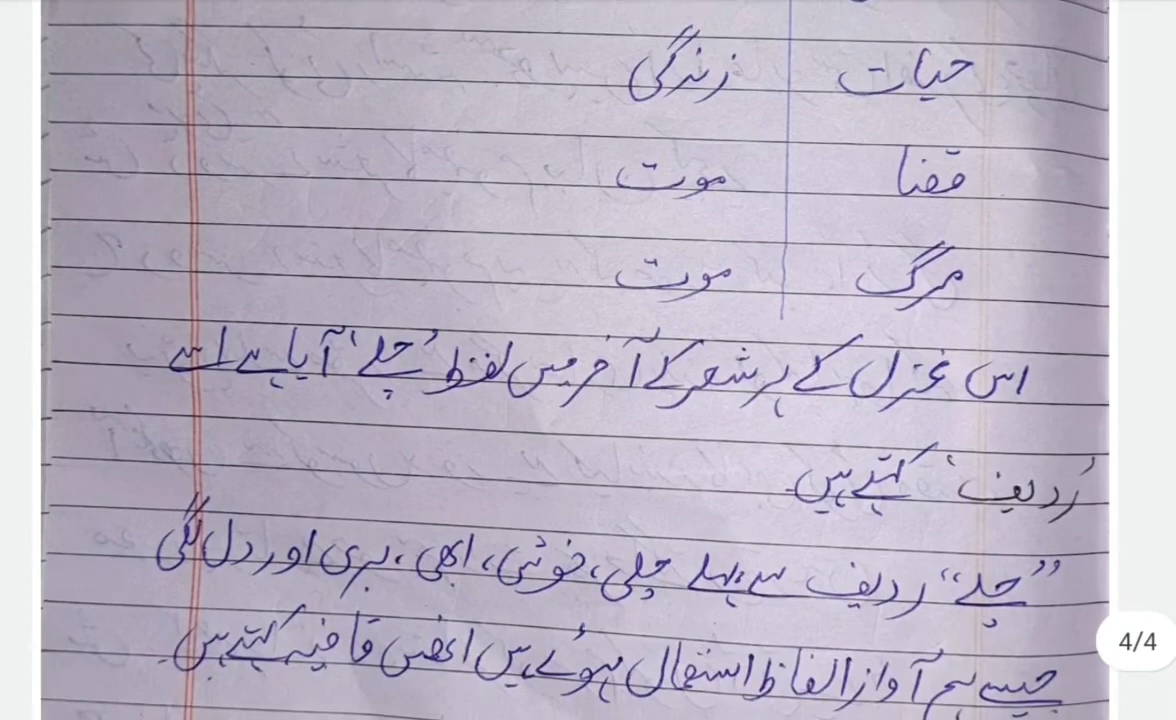 حیات زندگی
قضا موت
مرگ موت
اس غزل کے ہر شعر کے آخر میں لفظ ’چلے‘ آیا ہے اسے
’ردیف‘ کہتے ہیں
”چلے“ ردیف سے پہلے چلی، خوشی، ابھی، بری اور دل لگی
جیسے ہم آواز الفاظ استعمال ہوئے ہیں انھیں قافیہ کہتے ہیں۔
4/4